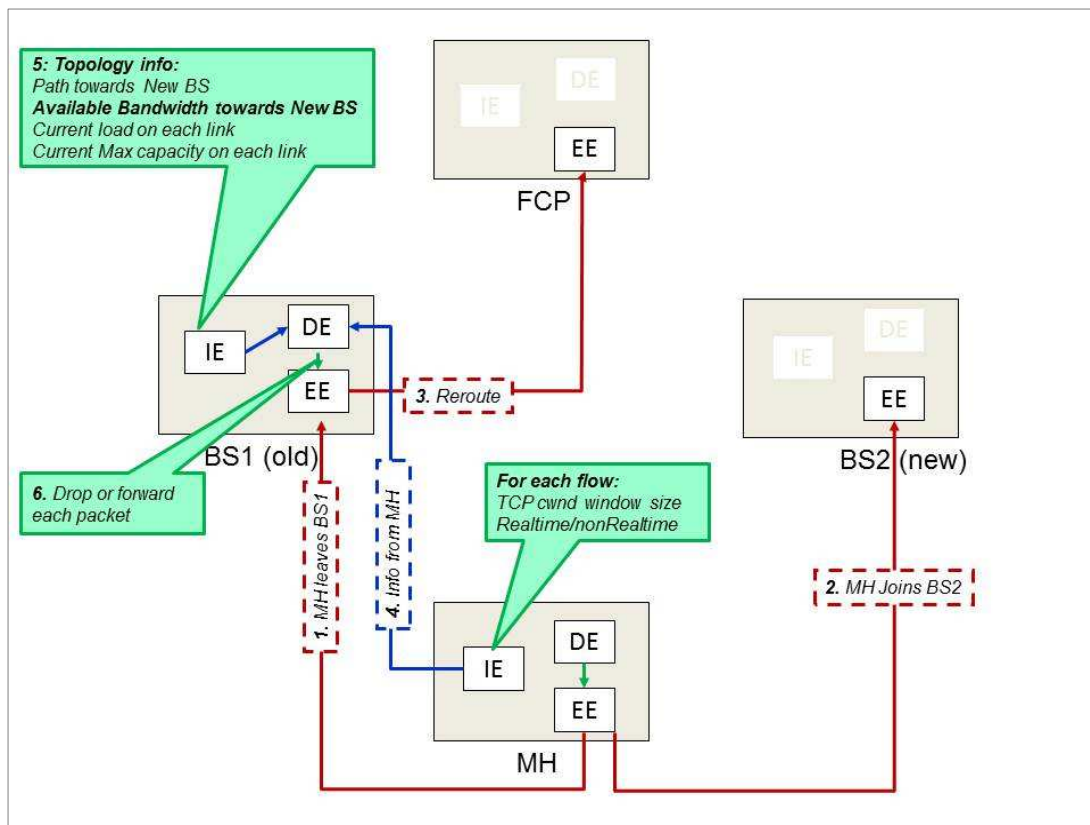 5: Topology info:
Path towards New BS
Available Bandwidth towards New BS
Current load on each link
Current Max capacity on each link
DE
IE
EE
FCP
DE
IE
EE
BS1 (old)
3. Reroute
DE
IE
EE
BS2 (new)
6. Drop or forward
each packet
1. MH leaves BS1
4. Info from MH
For each flow:
TCP cwnd window size
Realtime/nonRealtime
2. MH Joins BS2
DE
IE
EE
MH